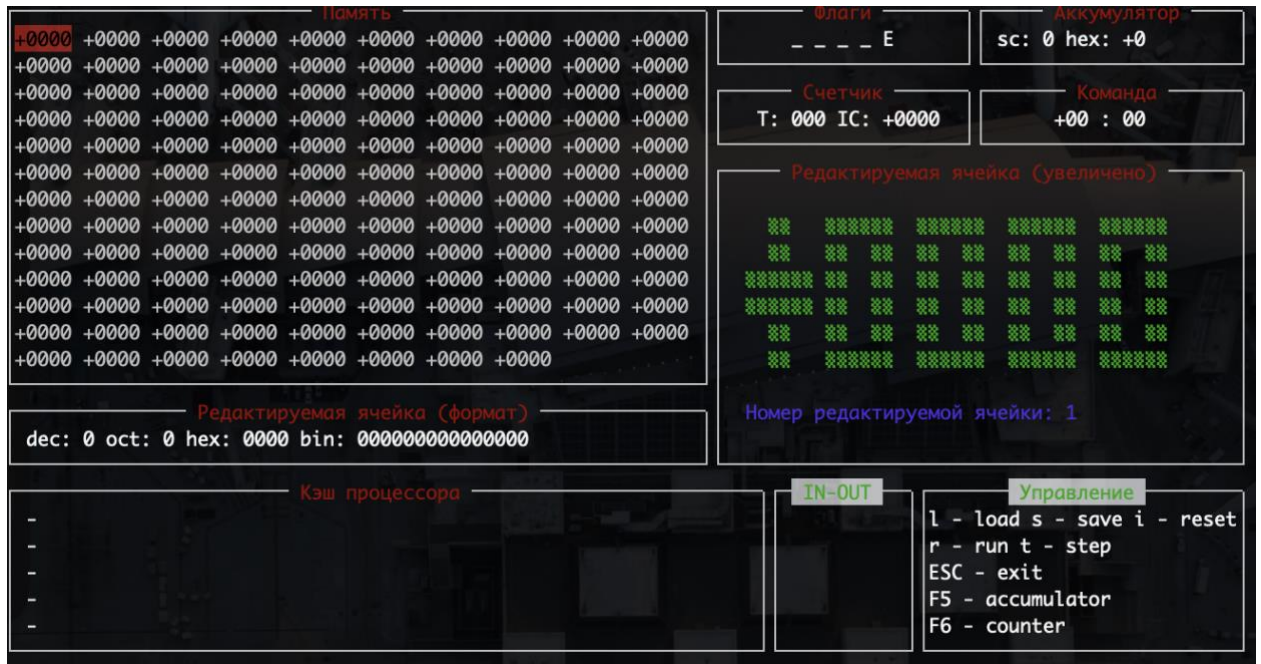 Память
+0000 +0000 +0000 +0000 +0000 +0000 +0000 +0000 +0000 +0000
+0000 +0000 +0000 +0000 +0000 +0000 +0000 +0000 +0000 +0000
+0000 +0000 +0000 +0000 +0000 +0000 +0000 +0000 +0000 +0000
+0000 +0000 +0000 +0000 +0000 +0000 +0000 +0000 +0000 +0000
+0000 +0000 +0000 +0000 +0000 +0000 +0000 +0000 +0000 +0000
+0000 +0000 +0000 +0000 +0000 +0000 +0000 +0000 +0000 +0000
+0000 +0000 +0000 +0000 +0000 +0000 +0000 +0000 +0000 +0000
+0000 +0000 +0000 +0000 +0000 +0000 +0000 +0000 +0000 +0000
+0000 +0000 +0000 +0000 +0000 +0000 +0000 +0000 +0000 +0000
+0000 +0000 +0000 +0000 +0000 +0000 +0000 +0000 +0000 +0000
+0000 +0000 +0000 +0000 +0000 +0000 +0000 +0000 +0000 +0000
+0000 +0000 +0000 +0000 +0000 +0000 +0000 +0000 +0000 +0000
+0000 +0000 +0000 +0000 +0000 +0000 +0000 +0000
Флаги
_ _ _ _ E
Аккумулятор
sc: 0 hex: +0
Счетчик
T: 000 IC: +0000
Команда
+00 : 00
Редактируемая ячейка (увеличено)
+0000
Номер редактируемой ячейки: 1
Редактируемая ячейка (формат)
dec: 0 oct: 0 hex: 0000 bin: 000000000000000
Кэш процессора
-
-
-
-
-
IN-OUT
Управление
l - load s - save i - reset
r - run t - step
ESC - exit
F5 - accumulator
F6 - counter